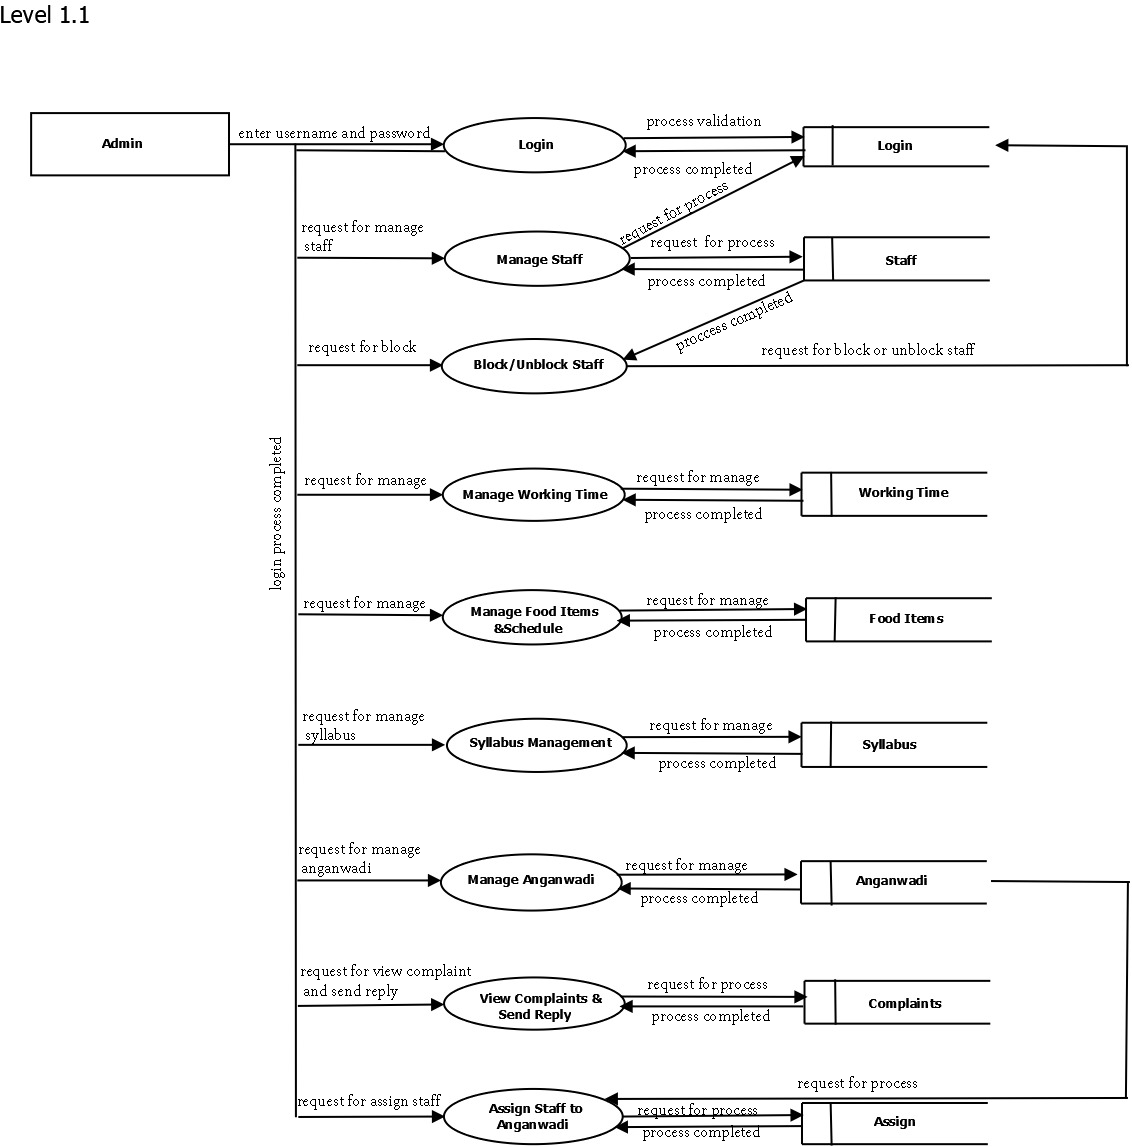 Level 1.1
Admin
enter username and password
Login
process validation
process completed
Login
request for process
request for manage
staff
Manage Staff
request for process
process completed
Staff
proccess completed
request for block
Block/Unblock Staff
request for block or unblock staff
login process completed
request for manage
Manage Working Time
request for manage
process completed
Working Time
request for manage
Manage Food Items
&Schedule
request for manage
process completed
Food Items
request for manage
syllabus
Syllabus Management
request for manage
process completed
Syllabus
request for manage
anganwadi
Manage Anganwadi
request for manage
process completed
Anganwadi
request for view complaint
and send reply
View Complaints &
Send Reply
request for process
process completed
Complaints
request for process
request for assign staff
Assign Staff to
Anganwadi
request for process
process completed
Assign